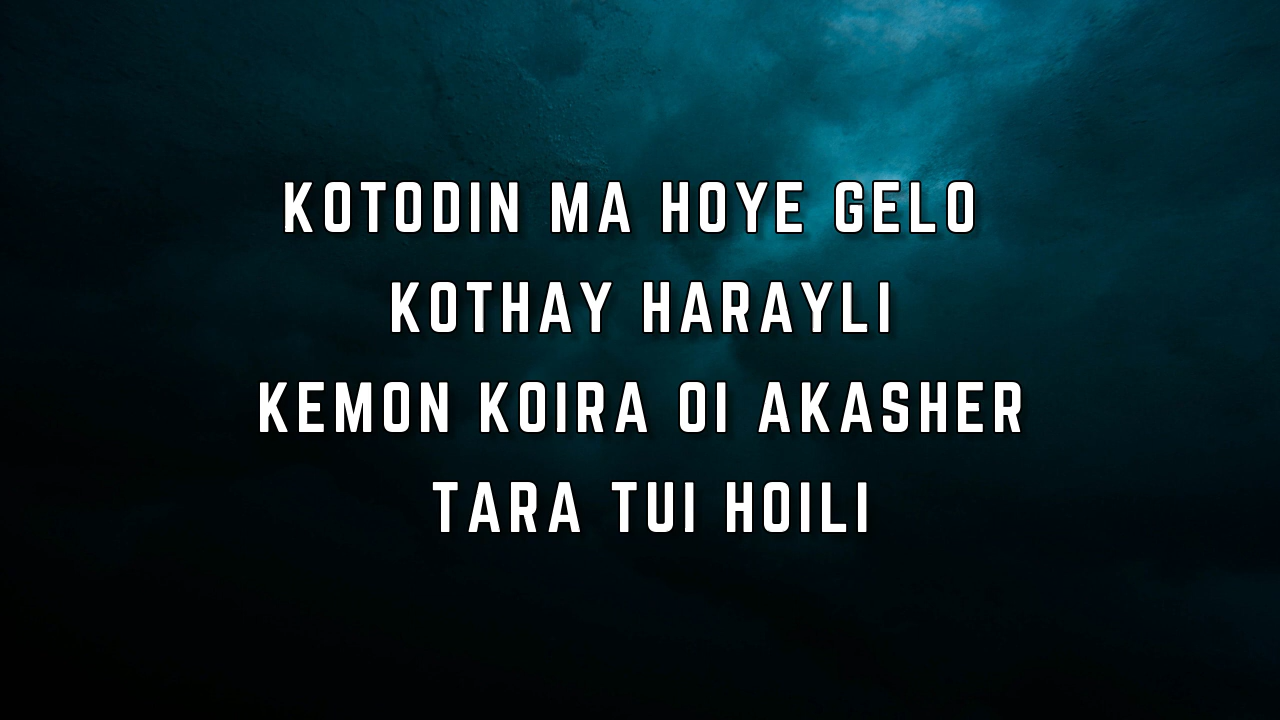 KOTODIN MA HOYE GELO
KOTHAY HARAYLI
KEMON KOIRA OI AKASHER
TARA TUI HOILI